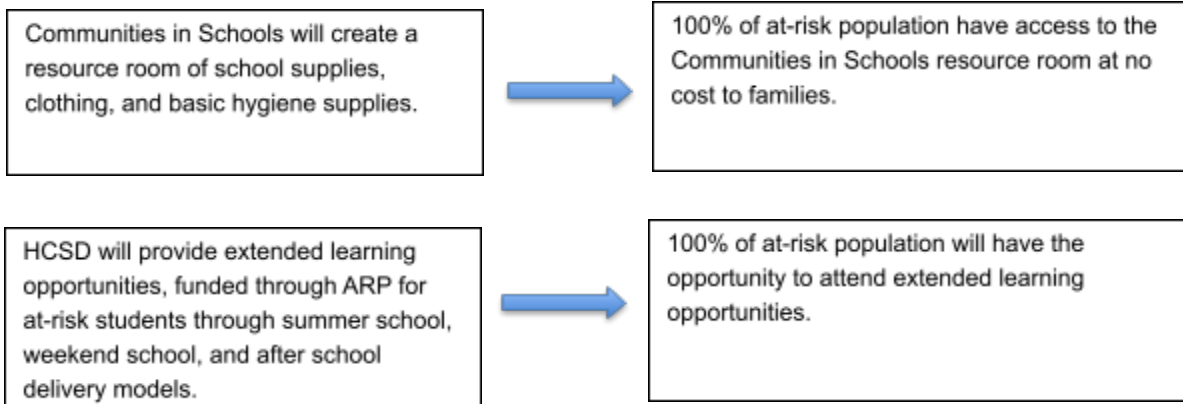 Communities in Schools will create a
resource room of school supplies,
clothing, and basic hygiene supplies.
100% of at-risk population have access to the
Communities in Schools resource room at no
cost to families.
HCSD will provide extended learning
opportunities, funded through ARP for
at-risk students through summer school,
weekend school, and after school
delivery models.
100% of at-risk population will have the
opportunity to attend extended learning
opportunities.